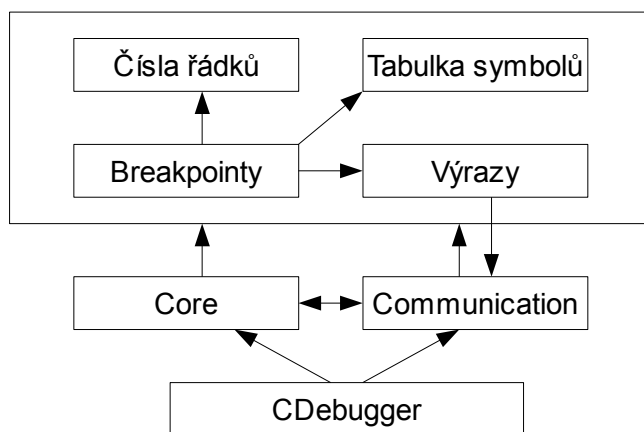 Čísla řádků
Tabulka symbolů
Breakpointy
Výrazy
Core
Communication
CDebugger